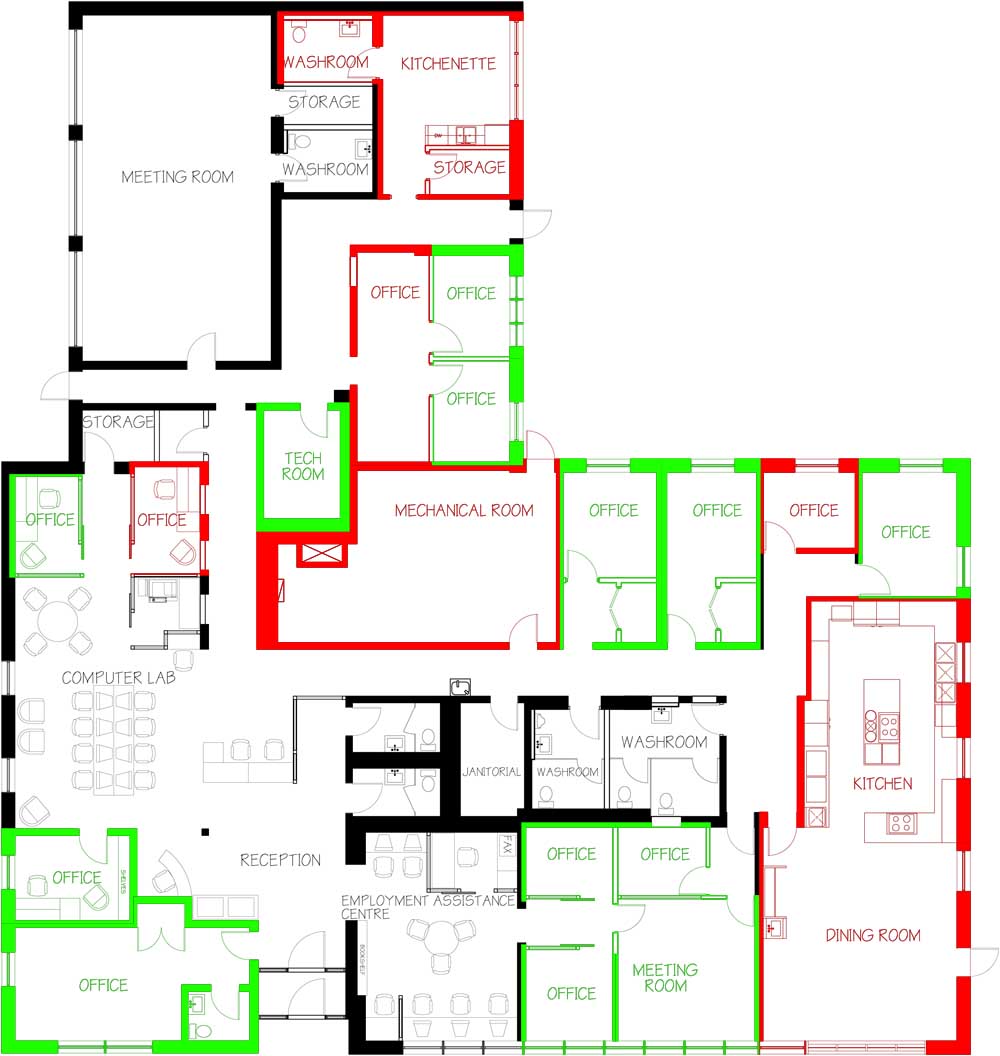 WASHROOM
KITCHENETTE
STORAGE
DW
MEETING ROOM
WASHROOM
STORAGE
OFFICE
OFFICE
OFFICE
STORAGE
TECH
ROOM
MECHANICAL ROOM
OFFICE
OFFICE
OFFICE
OFFICE
OFFICE
OFFICE
COMPUTER LAB
WASHROOM
JANITORIAL
WASHROOM
KITCHEN
RECEPTION
FAX
OFFICE
OFFICE
OFFICE
SHELVES
EMPLOYMENT ASSISTANCE
CENTRE
BOOKSHELF
DINING ROOM
OFFICE
OFFICE
MEETING
ROOM